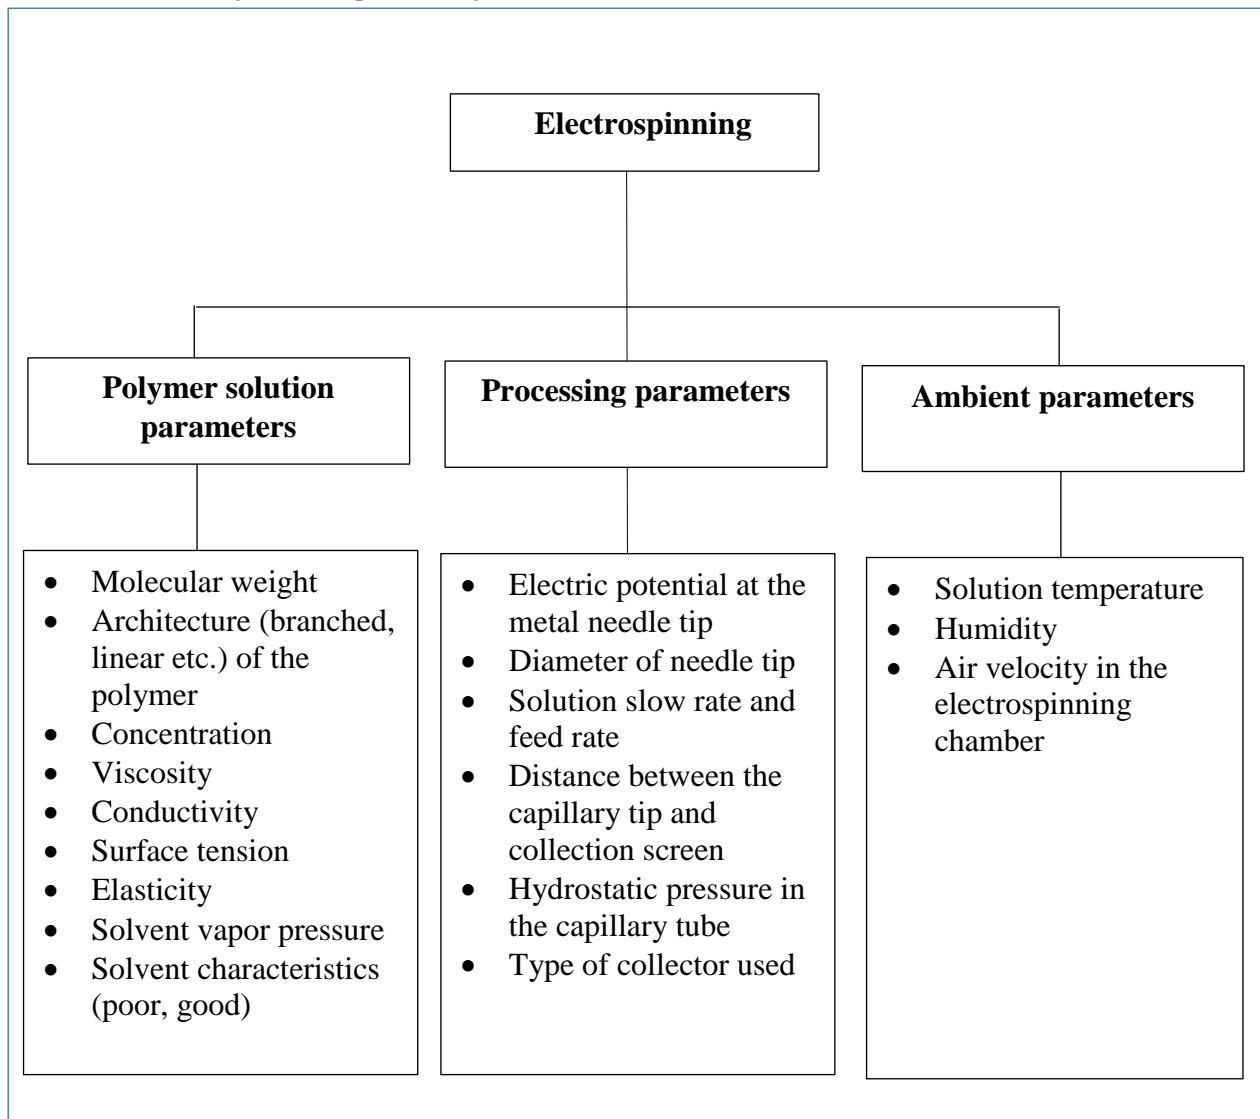 Electrospinning
Polymer solution
parameters
Processing parameters
Ambient parameters
• Molecular weight
• Architecture (branched,
linear etc.) of the
polymer
• Concentration
• Viscosity
• Conductivity
• Surface tension
• Elasticity
• Solvent vapor pressure
• Solvent characteristics
(poor, good)
• Electric potential at the
metal needle tip
• Diameter of needle tip
• Solution slow rate and
feed rate
• Distance between the
capillary tip and
collection screen
• Hydrostatic pressure in
the capillary tube
• Type of collector used
• Solution temperature
• Humidity
• Air velocity in the
electrospinning
chamber